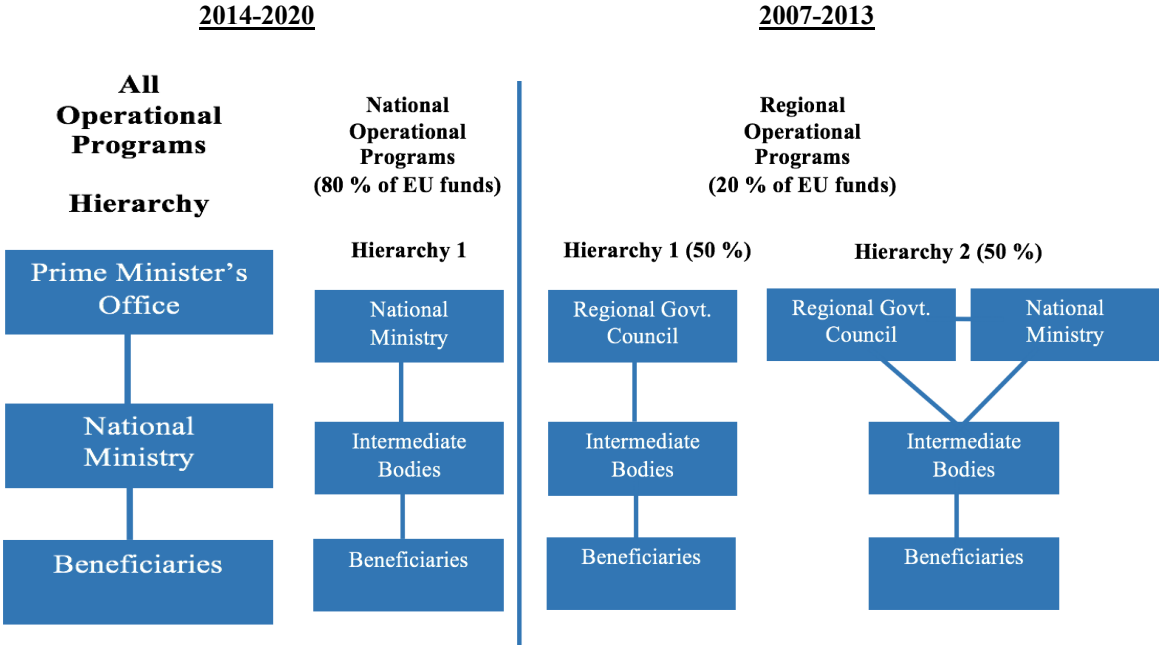 2014-2020
2007-2013
All
Operational
Programs
Hierarchy
Prime Minister's
Office
National
Ministry
Beneficiaries
National
Operational
Programs
(80 % of EU funds)
Hierarchy 1
National
Ministry
Intermediate
Bodies
Beneficiaries
Regional
Operational
Programs
(20 % of EU funds)
Hierarchy 1 (50 %)
Regional Govt.
Council
Intermediate
Bodies
Beneficiaries
Hierarchy 2 (50 %)
Regional Govt.
Council
National
Ministry
Intermediate
Bodies
Beneficiaries